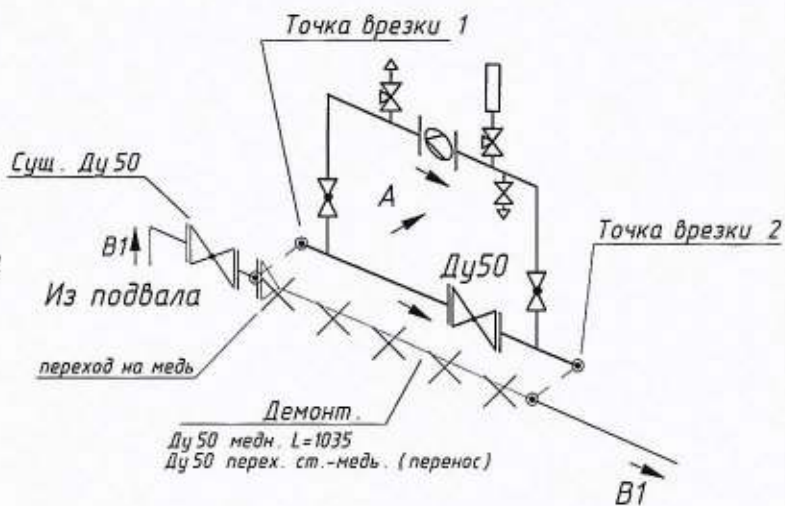 Точка врезки 1
Сущ. Ду 50
А
Точка врезки 2
В1
Ду50
Из подвала
переход на медь
Демонт.
Ду 50 медн. L=1035
Ду 50 перех. ст.-медь. (перенос)
В1